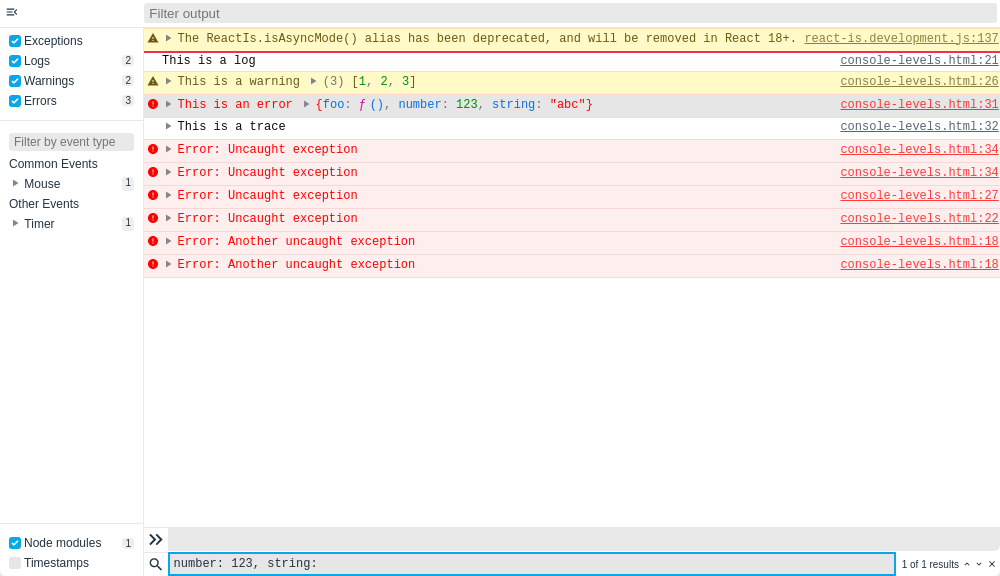 Filter output
Exceptions
Logs 2
Warnings 2
Errors 3
Filter by event type
Common Events
Mouse 1
Other Events
Timer 1
Node modules 1
Timestamps
The ReactIs.isAsyncMode() alias has been deprecated, and will be removed in React 18+. react-is.development.js:137
This is a log console-levels.html:21
This is a warning (3) [1, 2, 3] console-levels.html:26
This is an error {foo: ƒ (), number: 123, string: "abc"} console-levels.html:31
This is a trace console-levels.html:32
Error: Uncaught exception console-levels.html:34
Error: Uncaught exception console-levels.html:34
Error: Uncaught exception console-levels.html:27
Error: Uncaught exception console-levels.html:22
Error: Another uncaught exception console-levels.html:18
Error: Another uncaught exception console-levels.html:18
number: 123, string: 1 of 1 results